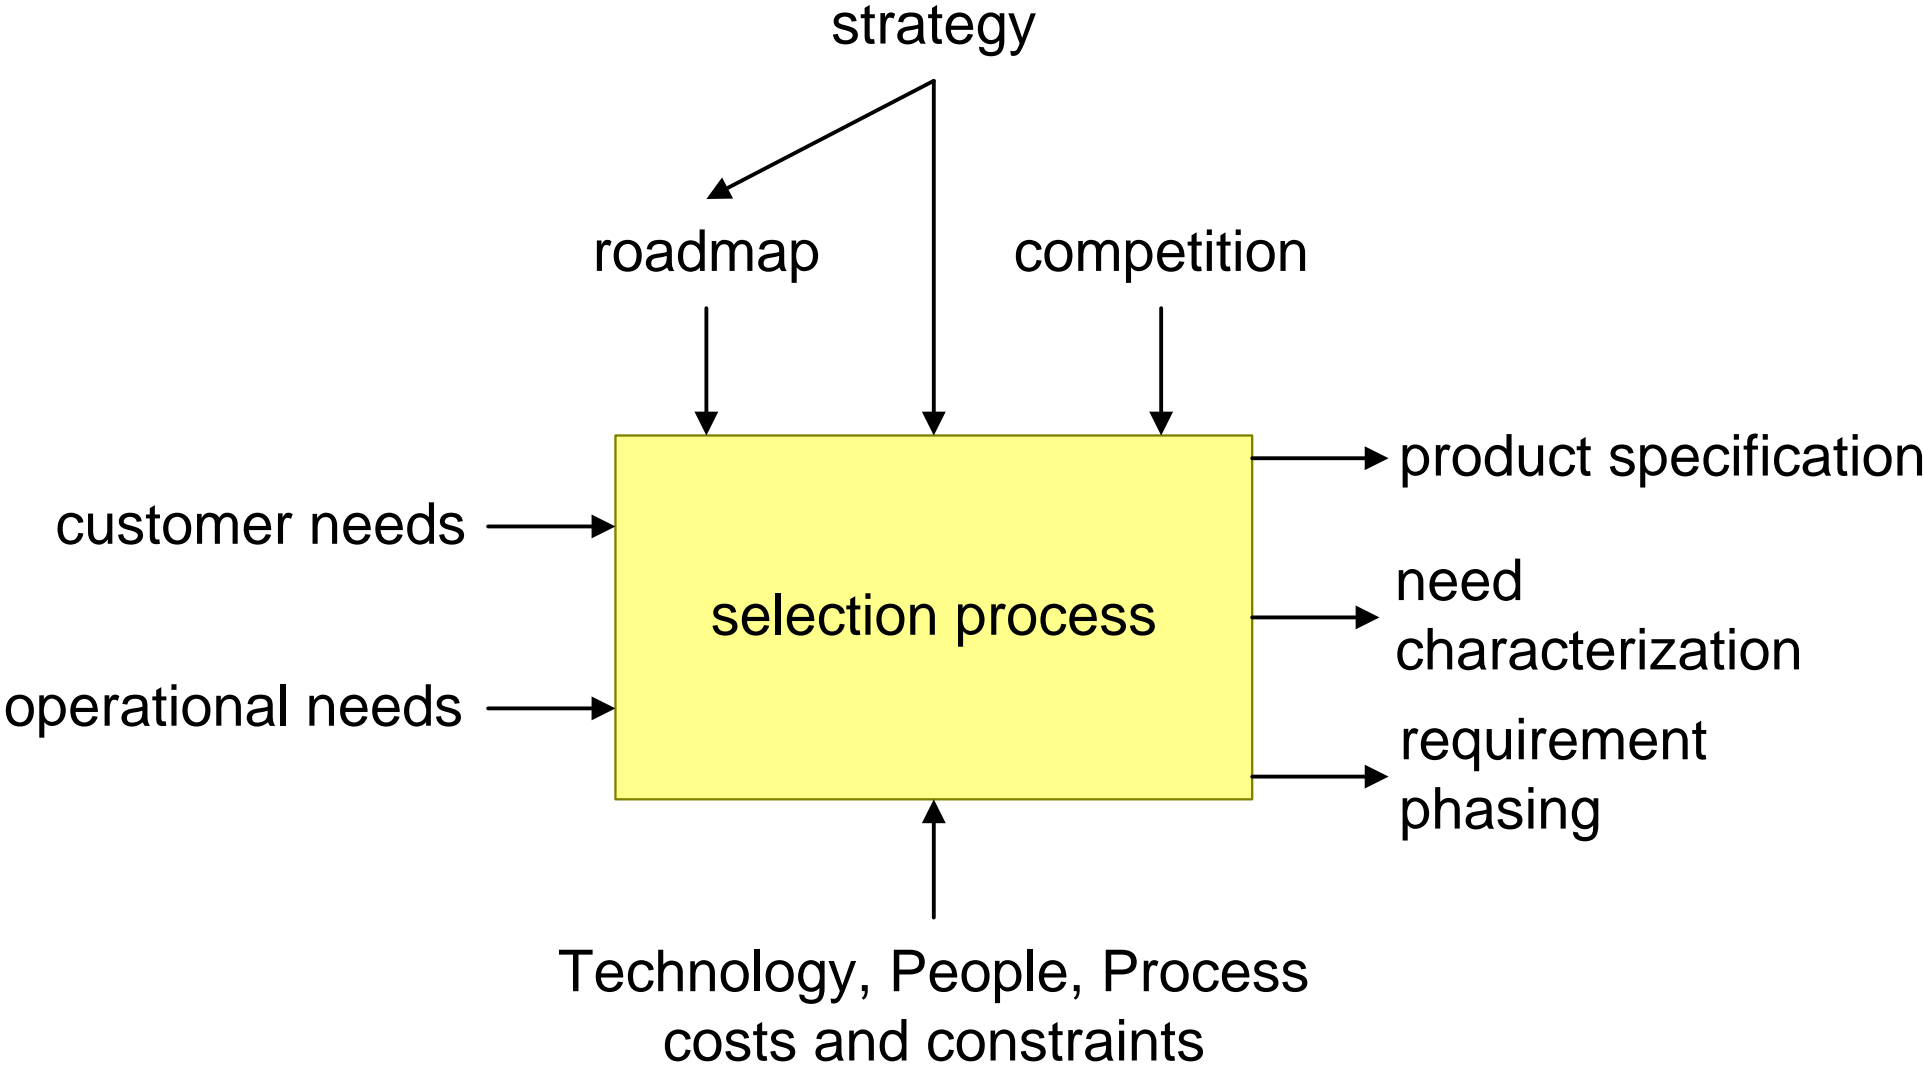 strategy
roadmap
competition
product specification
customer needs
need
characterization
selection process
operational needs
requirement
phasing
Technology, People, Process
costs and constraints